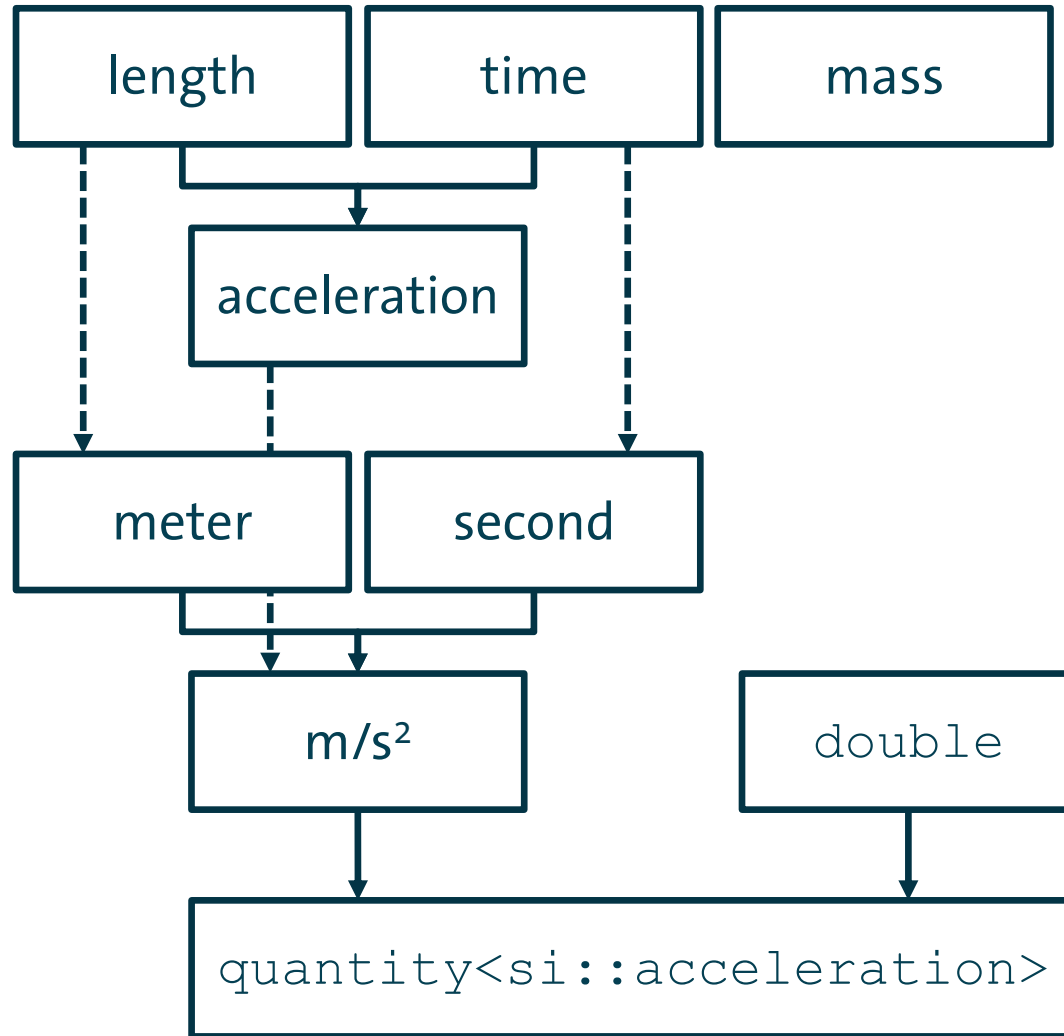 length
time
mass
acceleration
meter
second
m/s²
double
quantity<si::acceleration>